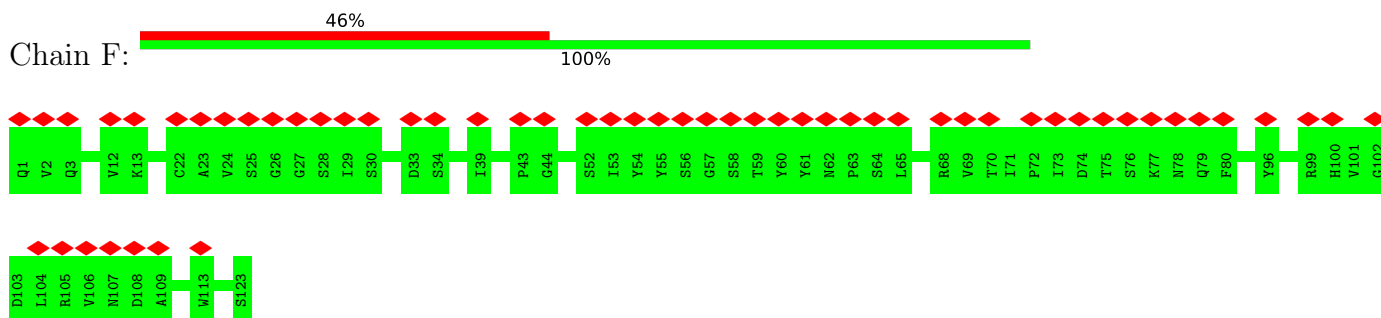 46%
Chain F:
100%
Q1 V2 Q3 V12 K13 C22 A23 V24 S25 G26 G27 S28 I29 S30 D33 S34 I39 P43 G44 S52 I53 Y54 Y55 S56 G57 S58 T59 Y60 Y61 N62 P63 S64 L65 R68 V69 T70 I71 P72 I73 D74 T75 S76 K77 N78 Q79 F80 Y96 R99 H100 V101 G102
D103 L104 R105 V106 N107 D108 A109 W113 S123